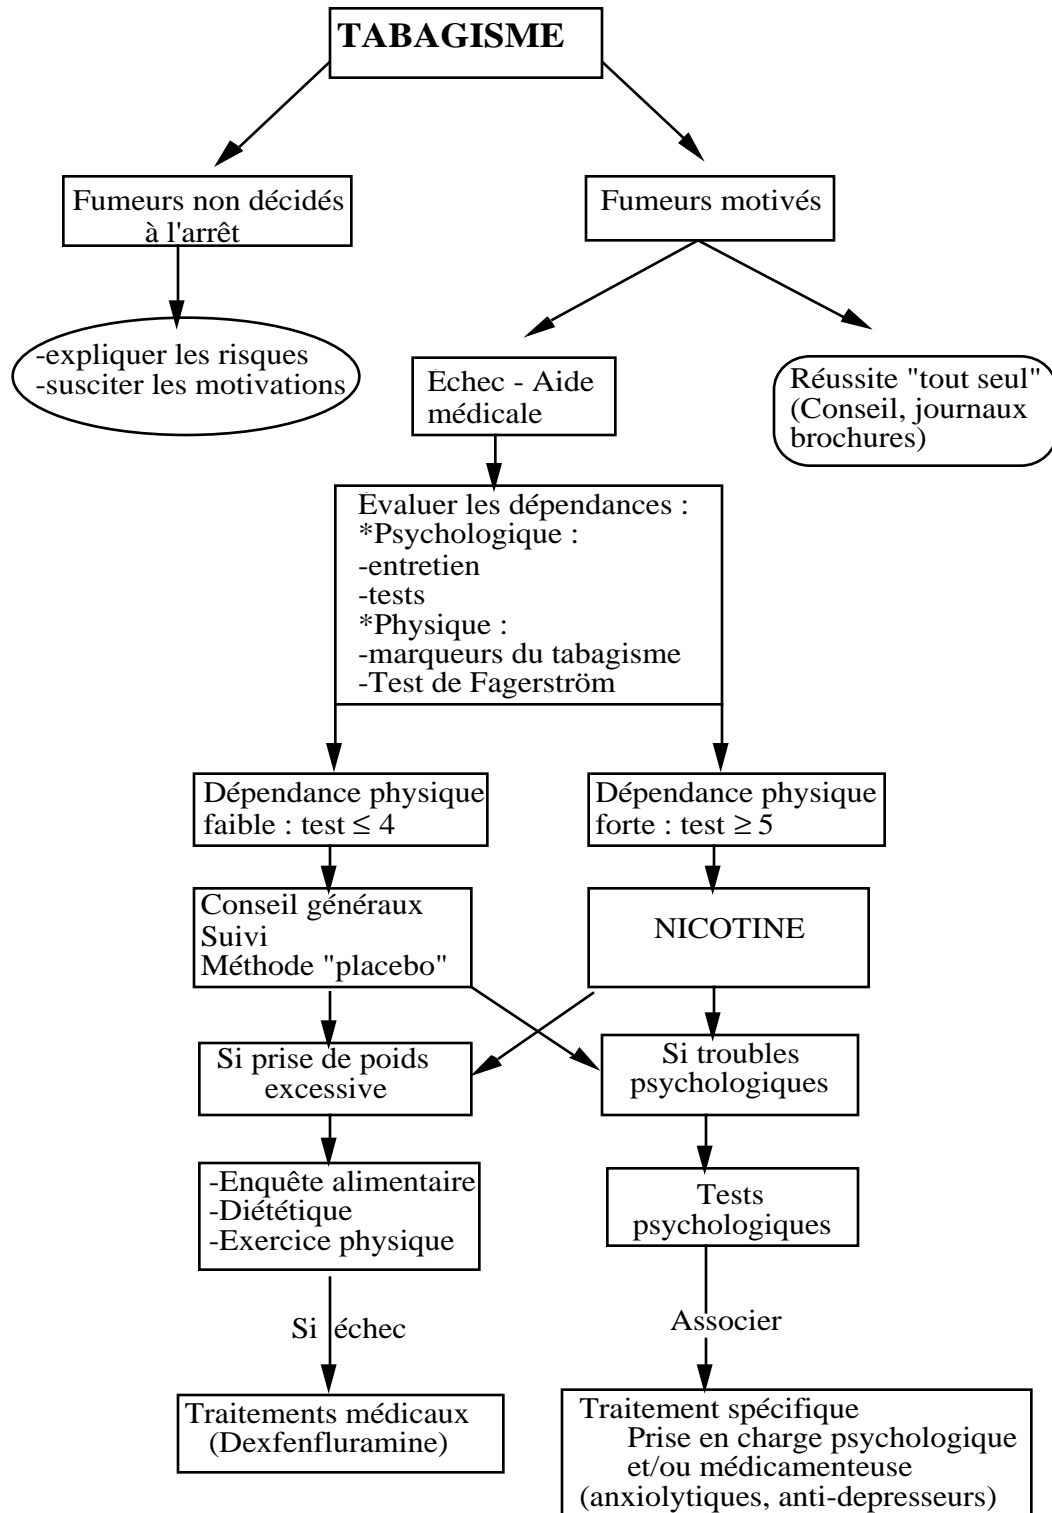 TABAGISME
Fumeurs non décidés
à l'arrêt
Fumeurs motivés
-expliquer les risques
-susciter les motivations
Echec - Aide
médicale
Réussite "tout seul"
(Conseil, journaux
brochures)
Evaluer les dépendances :
*Psychologique :
-entretien
-tests
*Physique :
-marqueurs du tabagisme
-Test de Fagerström
Dépendance physique
faible : test ≤ 4
Dépendance physique
forte : test ≥ 5
Conseil généraux
Suivi
Méthode "placebo"
NICOTINE
Si prise de poids
excessive
Si troubles
psychologiques
-Enquête alimentaire
-Diététique
-Exercice physique
Tests
psychologiques
Si échec
Associer
Traitements médicaux
(Dexfenfluramine)
Traitement spécifique
Prise en charge psychologique
et/ou médicamenteuse
(anxiolytiques, anti-depresseurs)